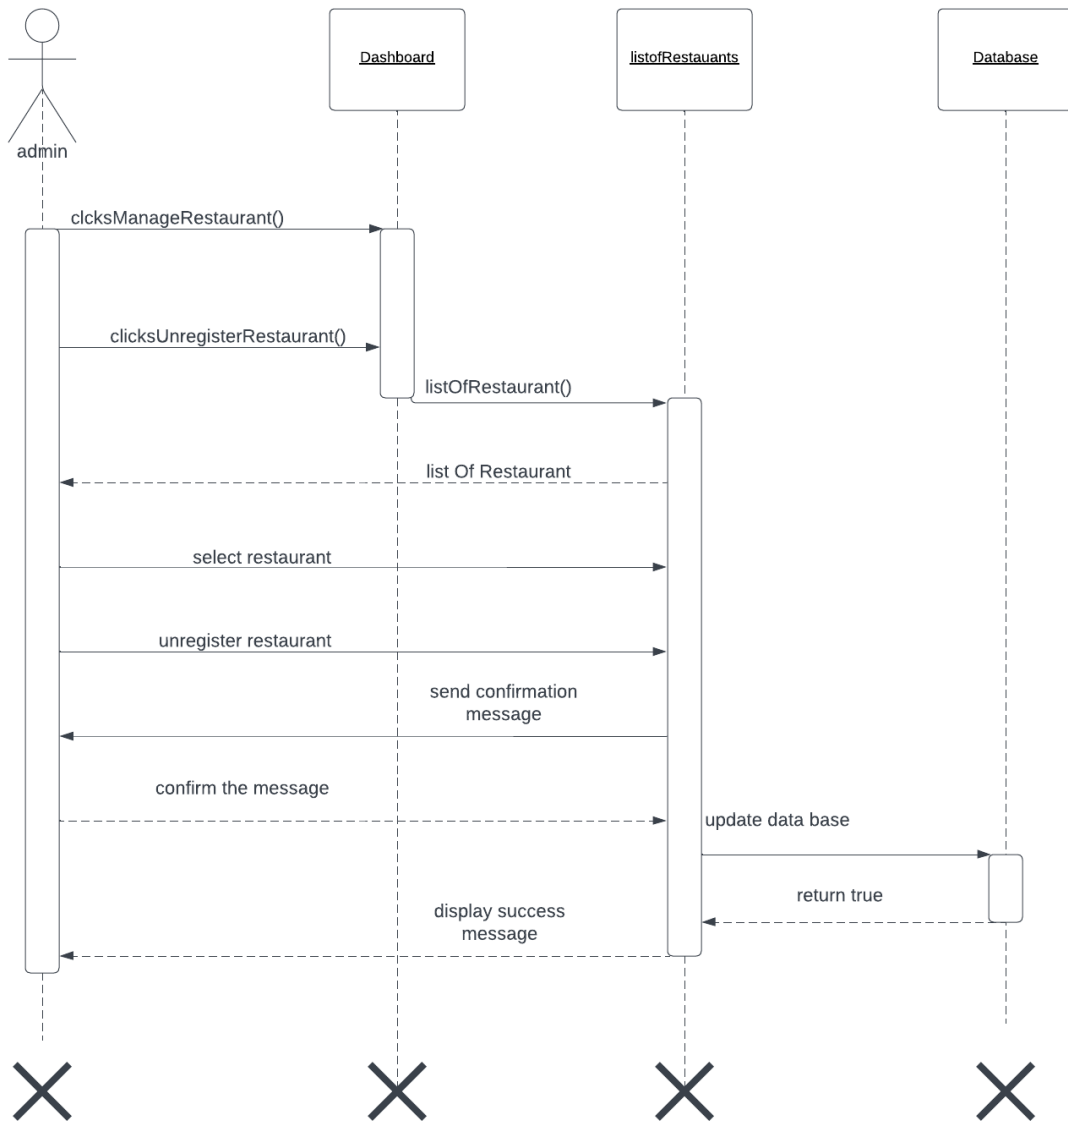 Dashboard
listofRestauants
Database
admin
clcksManageRestaurant()
clicksUnregisterRestaurant()
listOfRestaurant()
list Of Restaurant
select restaurant
unregister restaurant
send confirmation
message
confirm the message
update data base
return true
display success
message